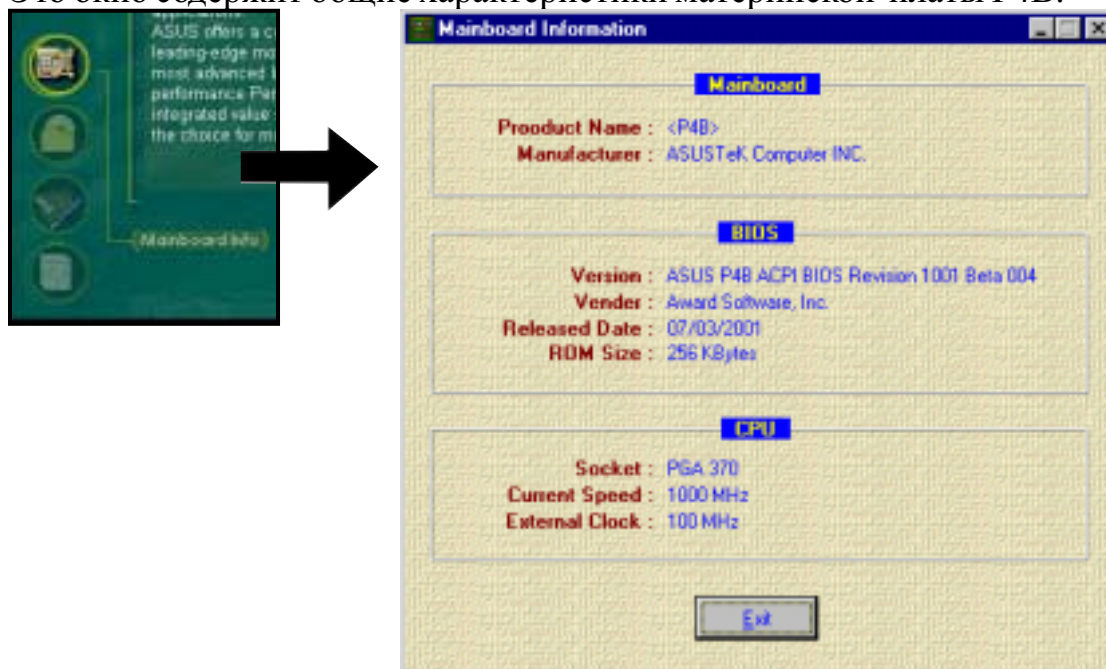 ASUS offers a c
leading-edge mo
most advanced
performance Per
integrated value
the choice for m
Mainboard Info
Mainboard Information
Mainboard
Prooduct Name : <P4B>
Manufacturer : ASUSTeK Computer INC.
BIOS
Version : ASUS P4B ACPI BIOS Revision 1001 Beta 004
Vender : Award Software, Inc.
Released Date : 07/03/2001
ROM Size : 256 KBytes
CPU
Socket : PGA 370
Current Speed : 1000 MHz
External Clock : 100 MHz
Exit